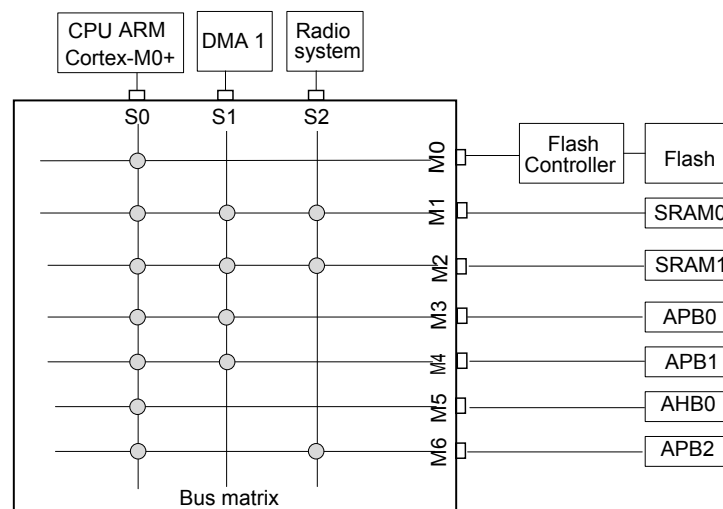 CPU ARM
Cortex-M0+
DMA 1
Radio
system
S0
S1
S2
M0
Flash
Controller
Flash
M1
SRAM0
M2
SRAM1
M3
APB0
M4
APB1
M5
AHB0
M6
APB2
Bus matrix